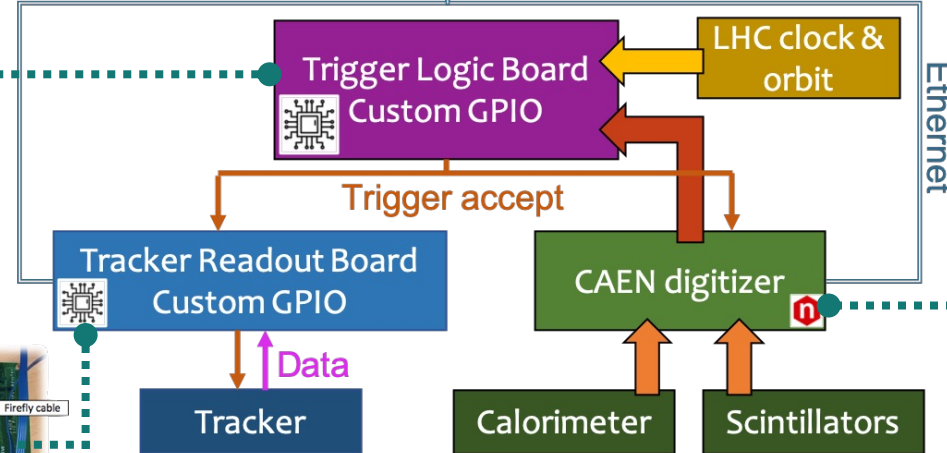 LHC clock &
orbit
Trigger Logic Board
Custom GPIO
Ethernet
Trigger accept
Tracker Readout Board
Custom GPIO
CAEN digitizer
n
Data
Firefly cable
Tracker
Calorimeter
Scintillators